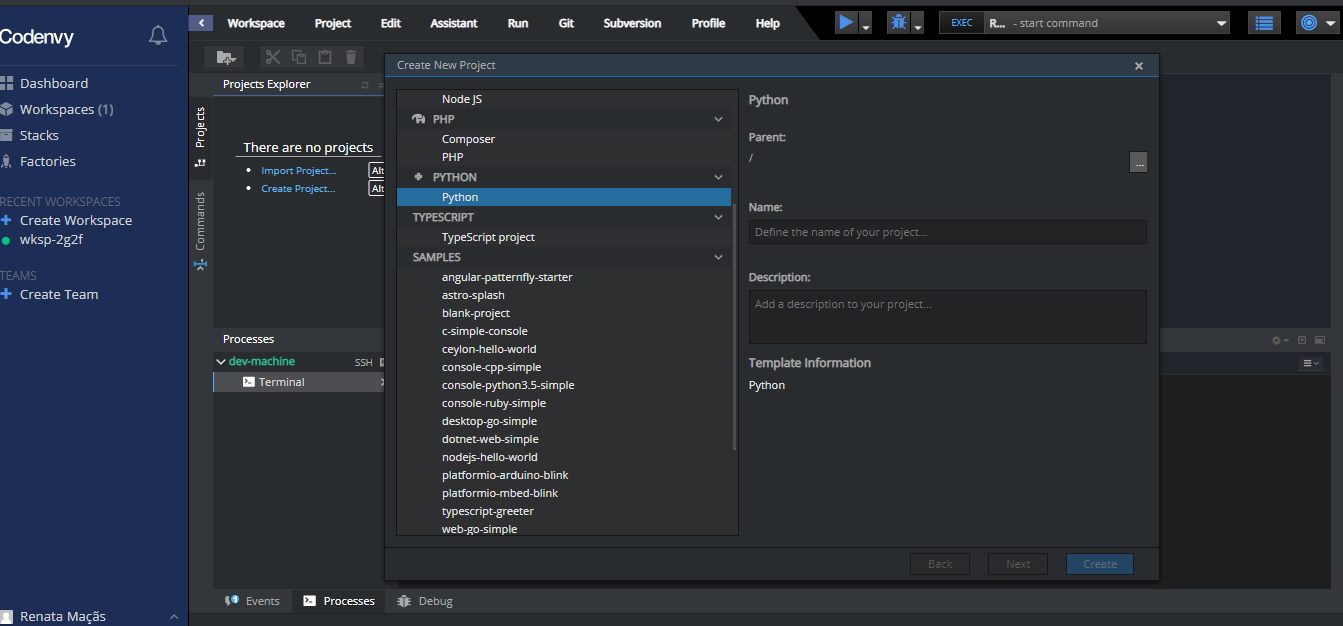 Codenvy
Dashboard
Workspaces (1)
Stacks
Factories
RECENT WORKSPACES
Create Workspace
wksp-2g2f
TEAMS
Create Team
Renata Maçãs
Workspace Project Edit Assistant Run Git Subversion Profile Help
EXEC R... - start command
Projects
Commands
Projects Explorer
There are no projects
Import Project... Alt
Create Project... Alt
Processes
dev-machine SSH
Terminal
Events Processes Debug
Create New Project
Node JS
PHP
Composer
PHP
PYTHON
Python
TYPESCRIPT
TypeScript project
SAMPLES
angular-patternfly-starter
astro-splash
blank-project
c-simple-console
ceylon-hello-world
console-cpp-simple
console-python3.5-simple
console-ruby-simple
desktop-go-simple
dotnet-web-simple
nodejs-hello-world
platformio-arduino-blink
platformio-mbed-blink
typescript-greeter
web-go-simple
Python
Parent:
/
...
Name:
Define the name of your project...
Description:
Add a description to your project...
Template Information
Python
Back Next Create